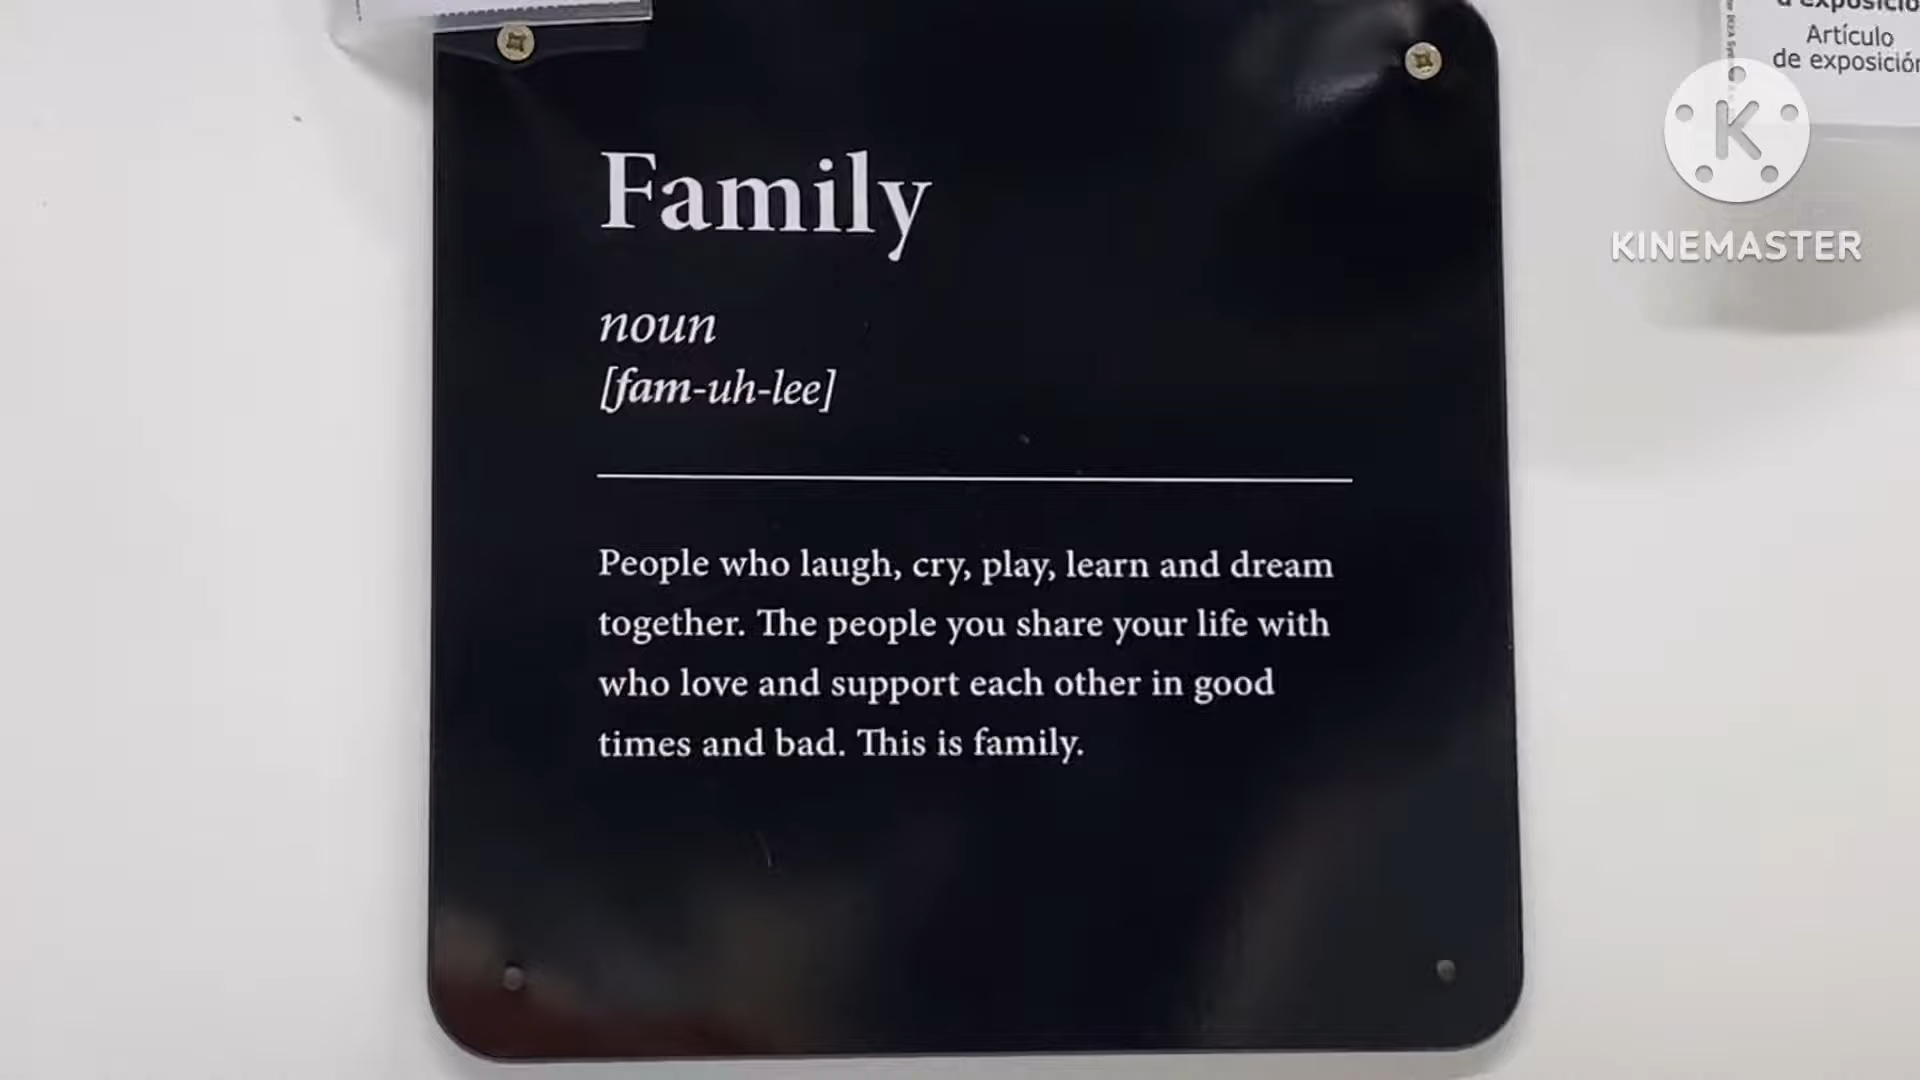 Family
noun
[fam-uh-lee]
People who laugh, cry, play, learn and dream
together. The people you share your life with
who love and support each other in good
times and bad. This is family.
Artículo
de exposición
K
KINEMASTER